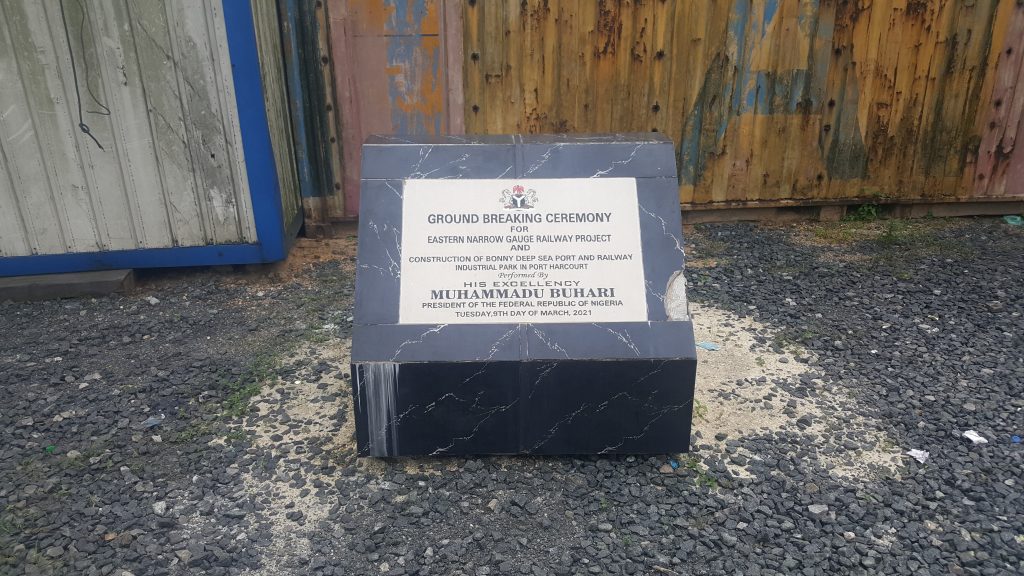 GROUND BREAKING CEREMONY
FOR
EASTERN NARROW GAUGE RAILWAY PROJECT
AND
CONSTRUCTION OF BONNY DEEP SEA PORT AND RAILWAY
INDUSTRIAL PARK IN PORT HARCOURT
Performed By
HIS EXCELLENCY
MUHAMMADU BUHARI
PRESIDENT OF THE FEDERAL REPUBLIC OF NIGERIA
TUESDAY,9TH DAY OF MARCH, 2021